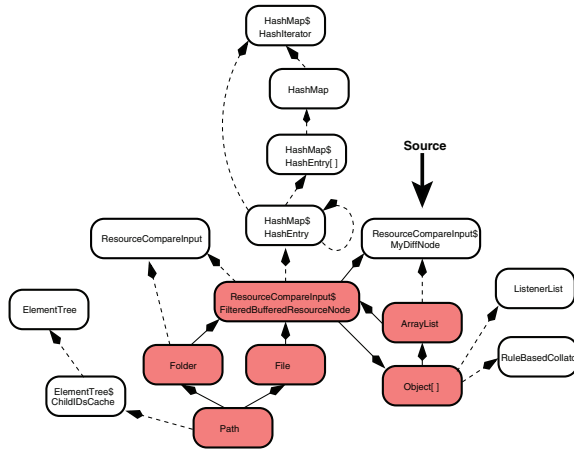 HashMap$
HashIterator
HashMap
HashMap$
HashEntry[ ]
Source
HashMap$
HashEntry
ResourceCompareInput
ResourceCompareInput$
MyDiffNode
ElementTree
ResourceCompareInput$
FilteredBufferedResourceNode
ArrayList
ListenerList
Folder
File
Object[ ]
RuleBasedCollato
ElementTree$
ChildIDsCache
Path